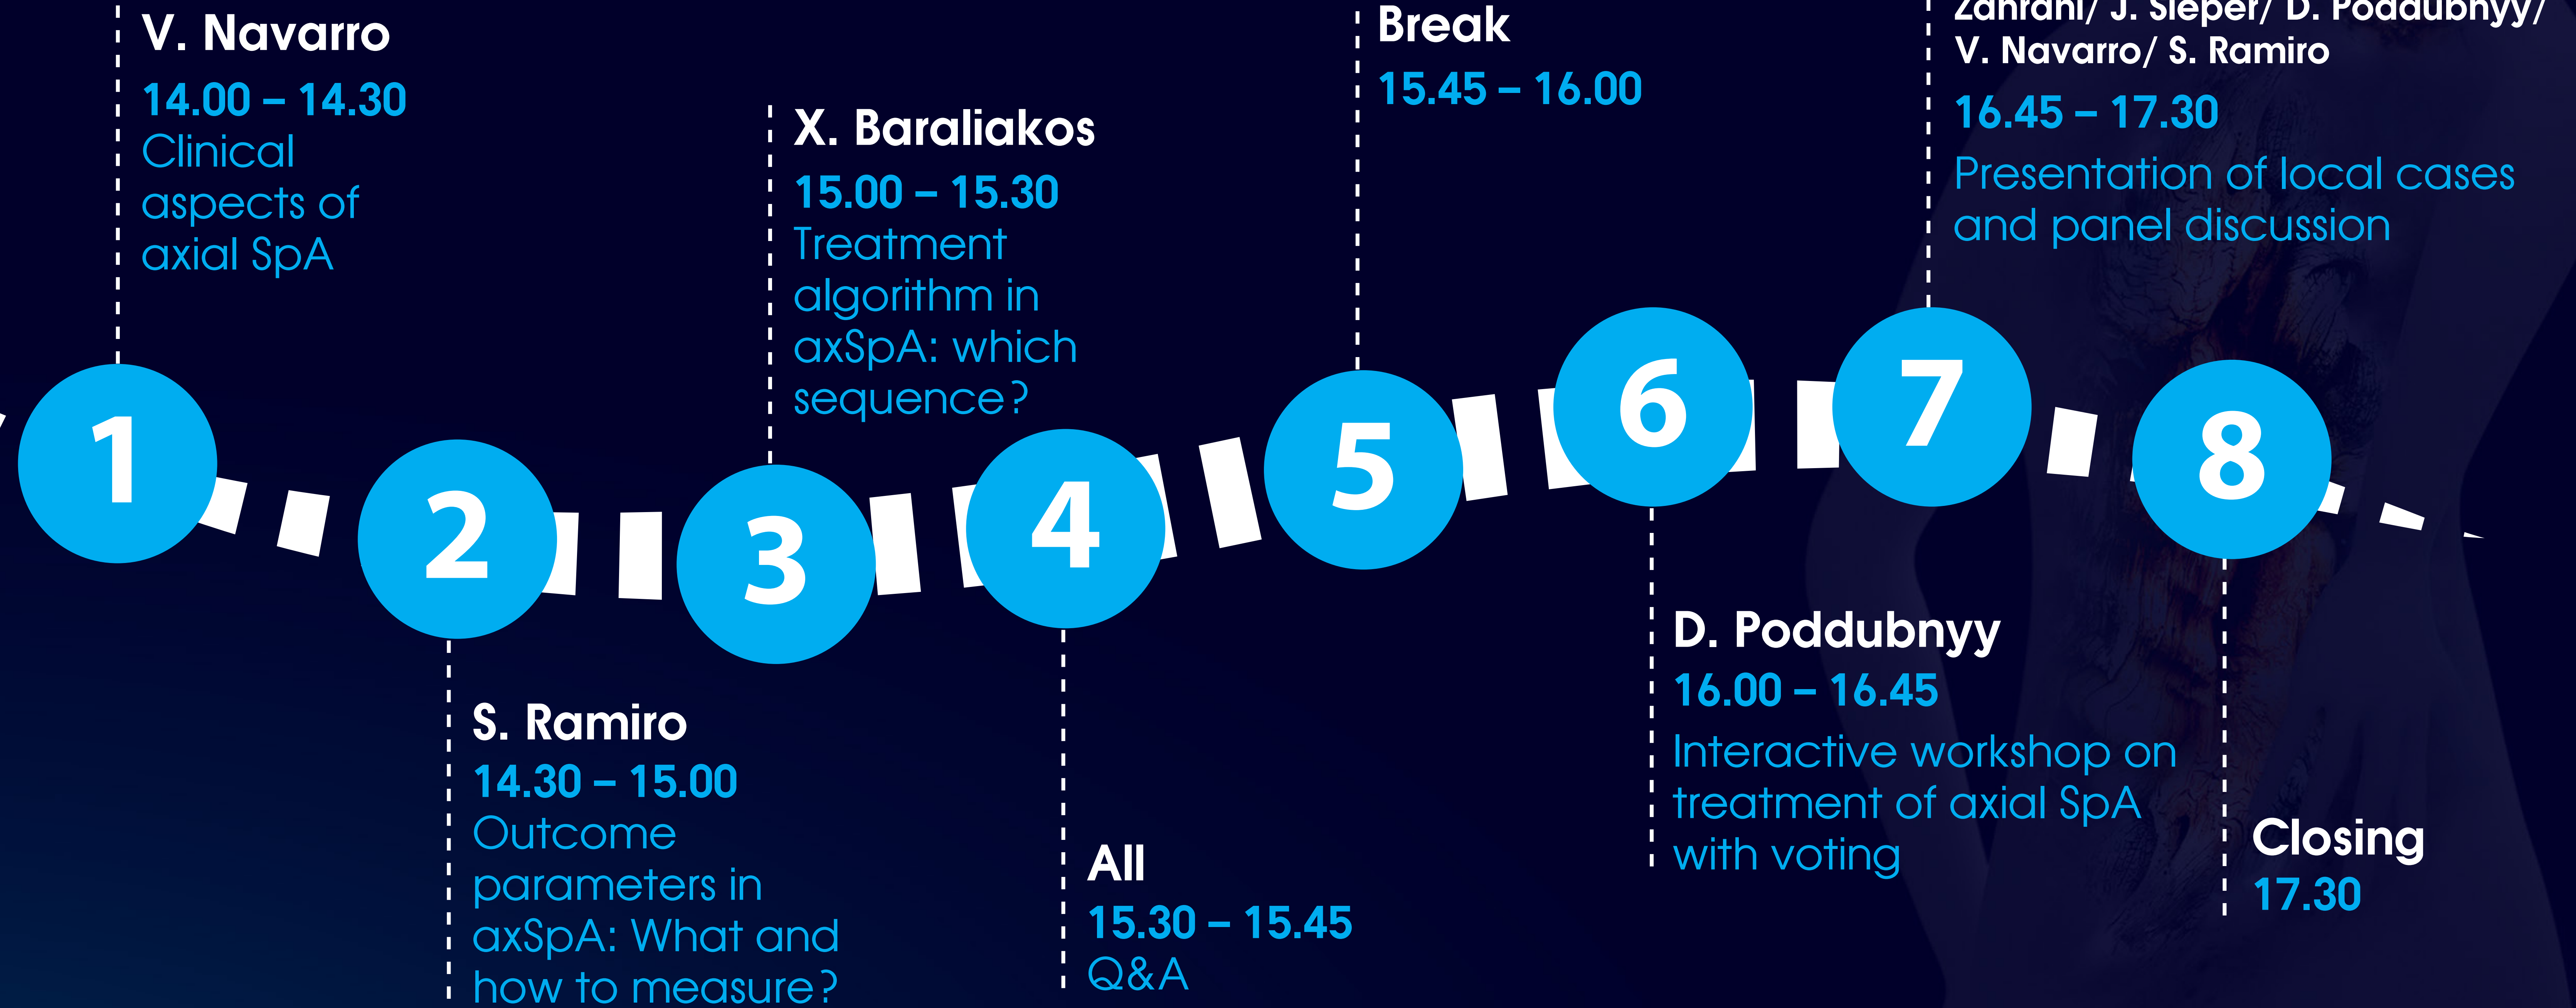 1
V. Navarro
14.00 – 14.30
Clinical
aspects of
axial SpA
2
S. Ramiro
14.30 – 15.00
Outcome
parameters in
axSpA: What and
how to measure?
3
X. Baraliakos
15.00 – 15.30
Treatment
algorithm in
axSpA: which
sequence?
4
All
15.30 – 15.45
Q&A
5
Break
15.45 – 16.00
6
D. Poddubnyy
16.00 – 16.45
Interactive workshop on
treatment of axial SpA
with voting
7
Zahrani/ J. Sieper/ D. Poddubnyy/
V. Navarro/ S. Ramiro
16.45 – 17.30
Presentation of local cases
and panel discussion
8
Closing
17.30